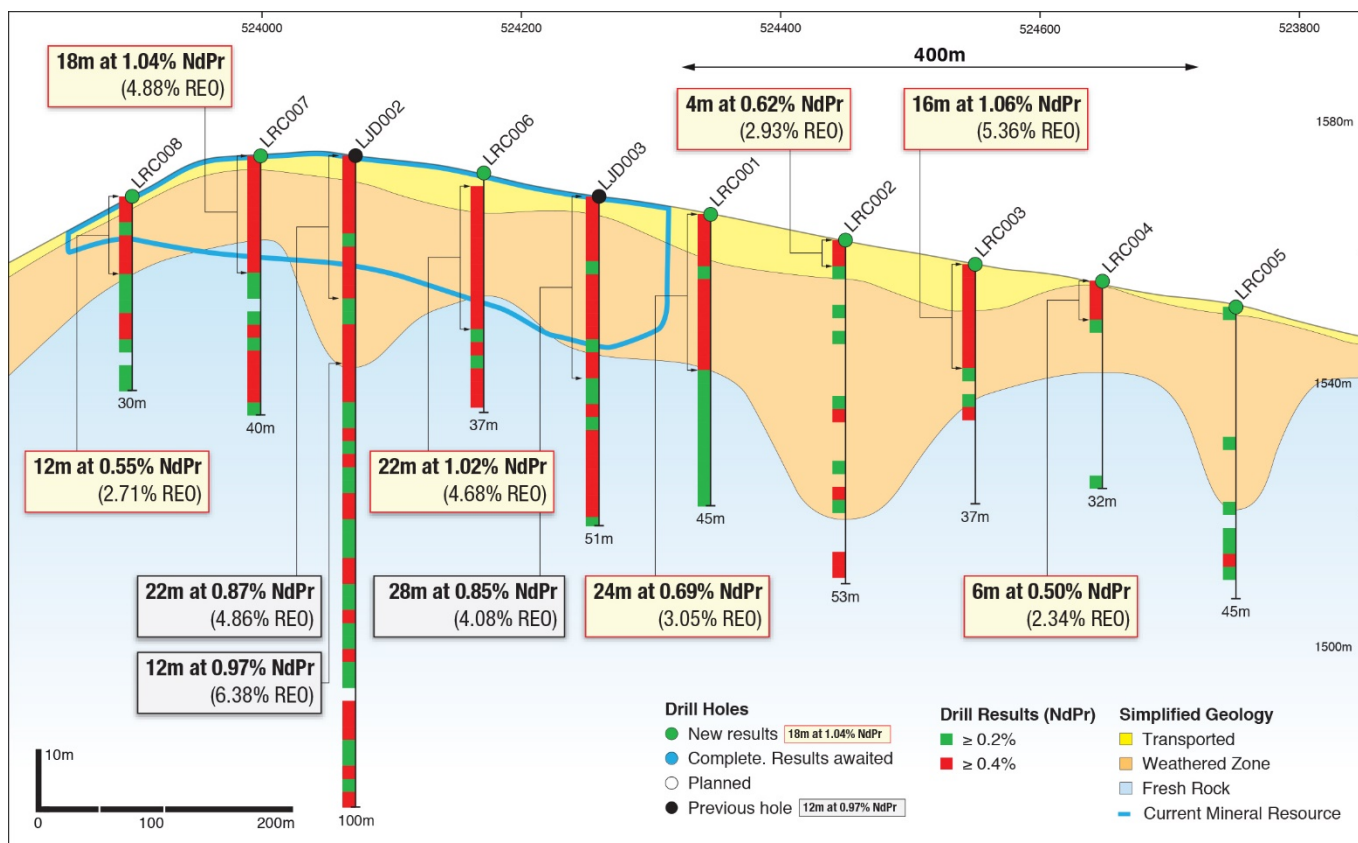 524000
524200
524400
524600
523800
400m
18m at 1.04% NdPr
(4.88% REO)
4m at 0.62% NdPr
(2.93% REO)
16m at 1.06% NdPr
(5.36% REO)
1580m
LRC008
LRC007
LJD002
LRC006
LJD003
LRC001
LRC002
LRC003
LRC004
LRC005
1540m
30m
40m
37m
51m
45m
53m
37m
32m
45m
12m at 0.55% NdPr
(2.71% REO)
22m at 1.02% NdPr
(4.68% REO)
22m at 0.87% NdPr
(4.86% REO)
28m at 0.85% NdPr
(4.08% REO)
24m at 0.69% NdPr
(3.05% REO)
6m at 0.50% NdPr
(2.34% REO)
1500m
12m at 0.97% NdPr
(6.38% REO)
100m
10m
0
100
200m
Drill Holes
New results 18m at 1.04% NdPr
Complete. Results awaited
Planned
Previous hole 12m at 0.97% NdPr
Drill Results (NdPr)
≥ 0.2%
≥ 0.4%
Simplified Geology
Transported
Weathered Zone
Fresh Rock
Current Mineral Resource